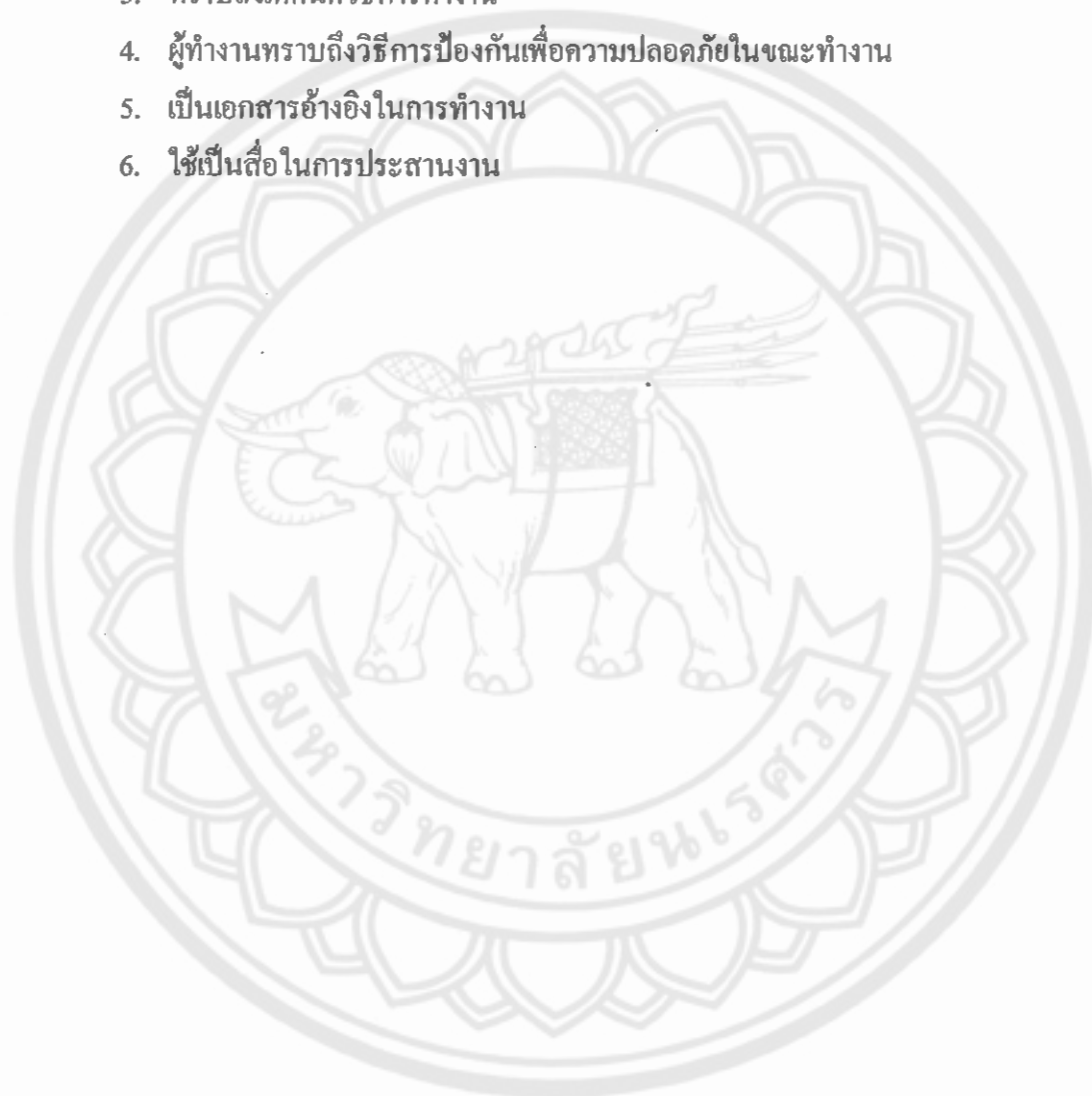 4. ผู้ทำงานทราบถึงวิธีการป้องกันเพื่อความปลอดภัยในขณะทำงาน
5. เป็นเอกสารอ้างอิงในการทำงาน
6. ใช้เป็นสื่อในการประสานงาน
มหาวิทยาลัยนเรศวร